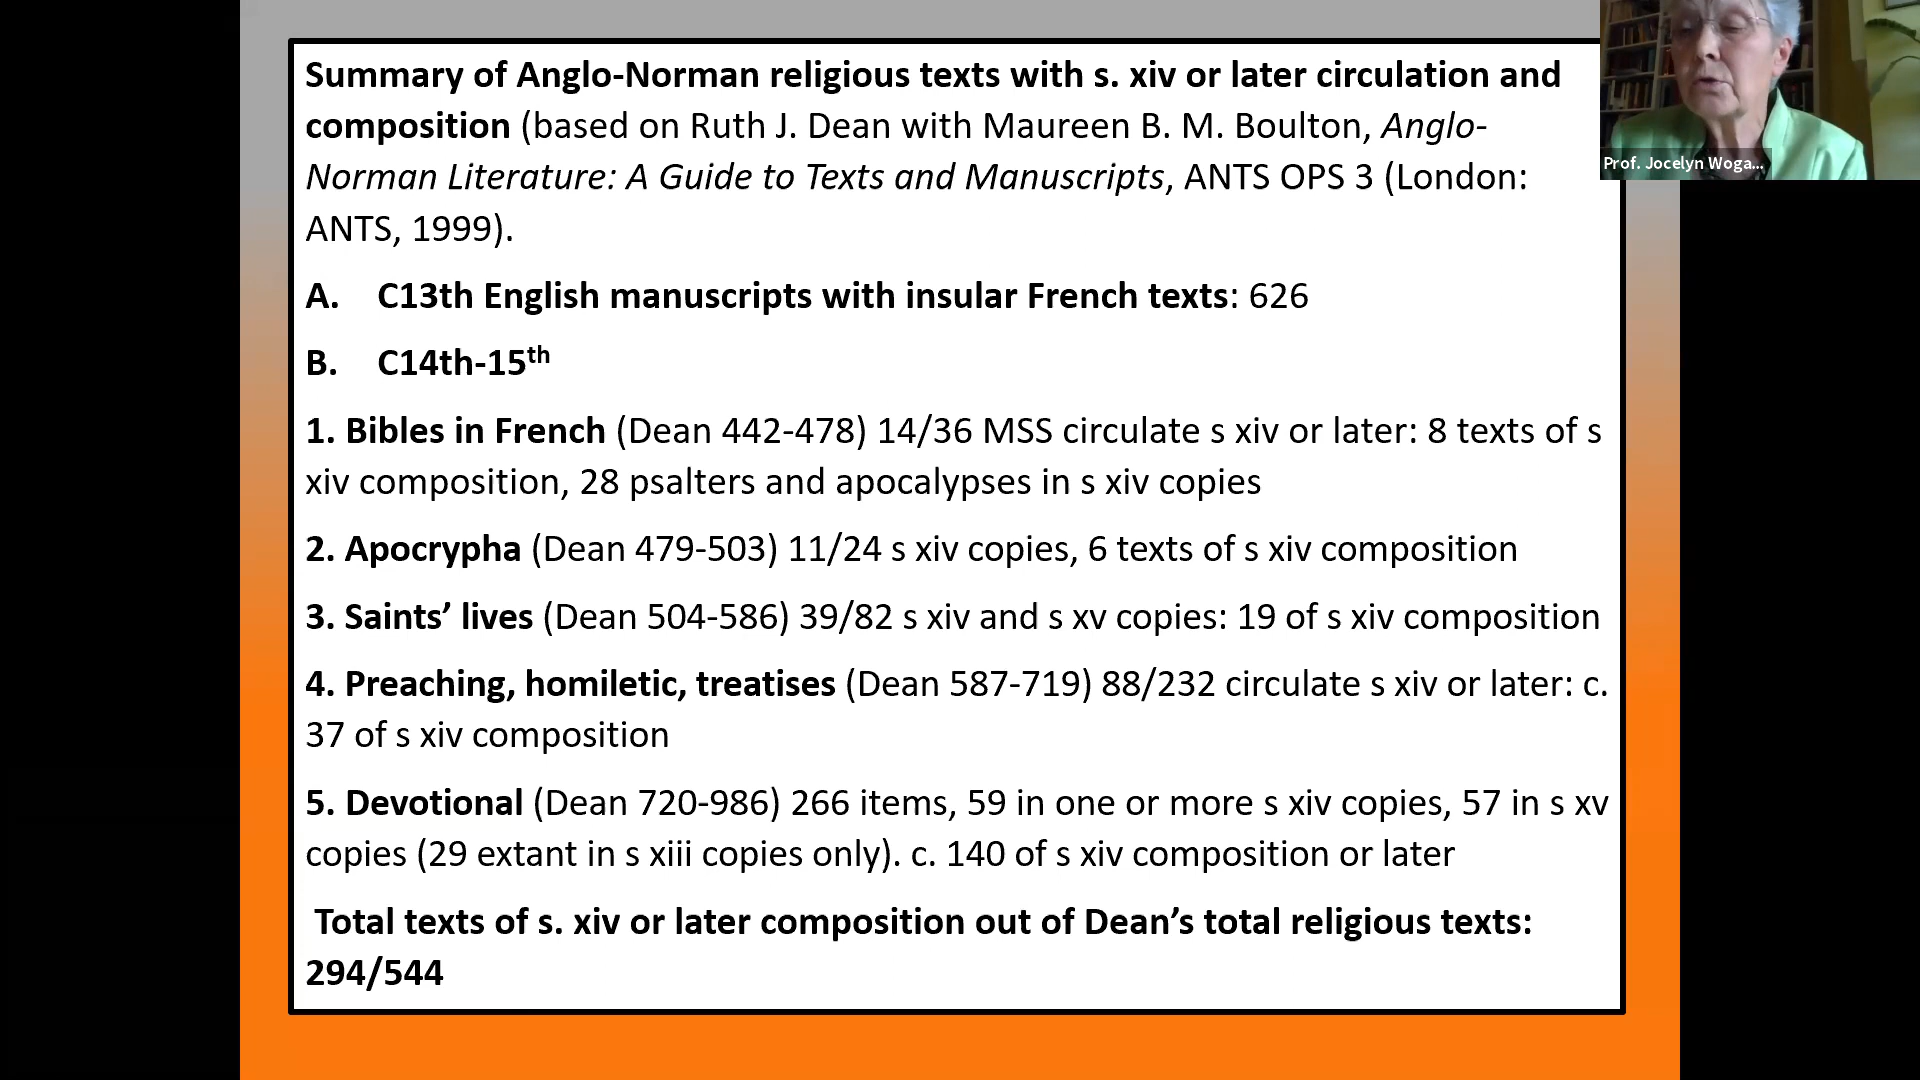 Summary of Anglo-Norman religious texts with s. xiv or later circulation and
composition (based on Ruth J. Dean with Maureen B. M. Boulton, Anglo-
Norman Literature: A Guide to Texts and Manuscripts, ANTS OPS 3 (London:
ANTS, 1999).
A. C13th English manuscripts with insular French texts: 626
B. C14th-15th
1. Bibles in French (Dean 442-478) 14/36 MSS circulate s xiv or later: 8 texts of s
xiv composition, 28 psalters and apocalypses in s xiv copies
2. Apocrypha (Dean 479-503) 11/24 s xiv copies, 6 texts of s xiv composition
3. Saints’ lives (Dean 504-586) 39/82 s xiv and s xv copies: 19 of s xiv composition
4. Preaching, homiletic, treatises (Dean 587-719) 88/232 circulate s xiv or later: c.
37 of s xiv composition
5. Devotional (Dean 720-986) 266 items, 59 in one or more s xiv copies, 57 in s xv
copies (29 extant in s xiii copies only). c. 140 of s xiv composition or later
Total texts of s. xiv or later composition out of Dean’s total religious texts:
294/544
Prof. Jocelyn Woga...